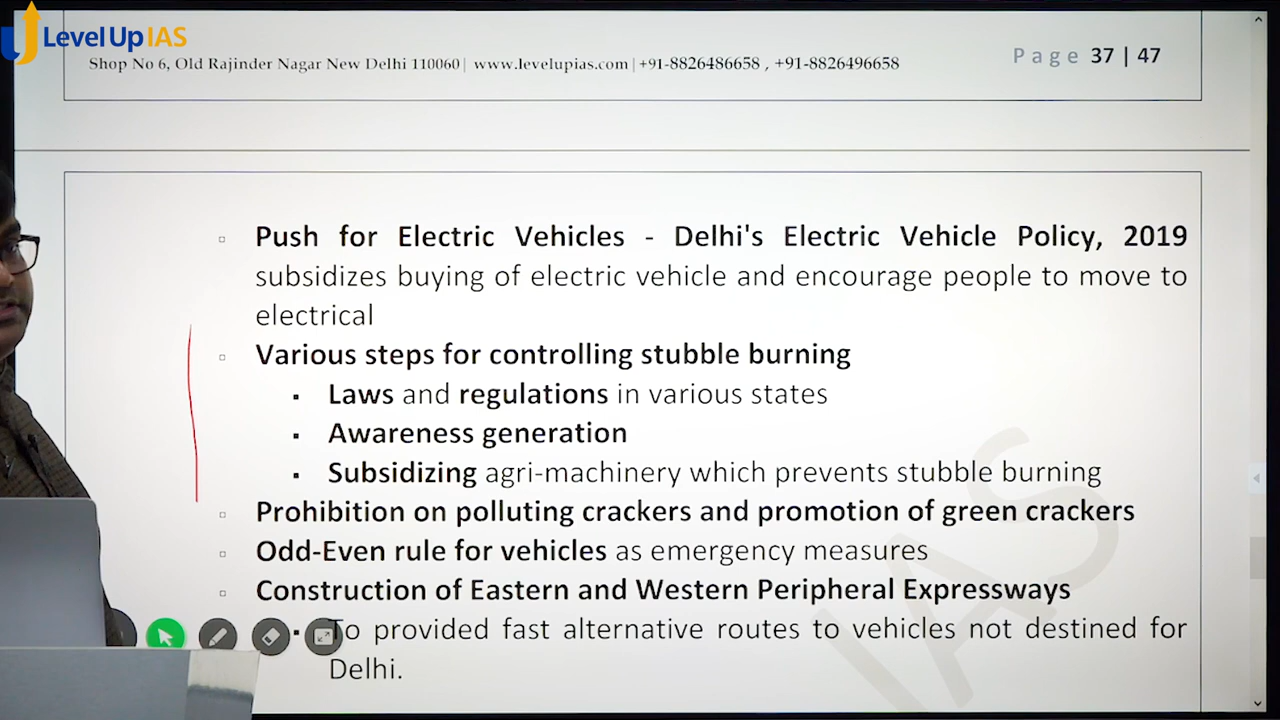 Level Up IAS
Shop No 6, Old Rajinder Nagar New Delhi 110060| www.levelupias.com | +91-8826486658 , +91-8826496658
Page 37 | 47
Push for Electric Vehicles - Delhi's Electric Vehicle Policy, 2019
subsidizes buying of electric vehicle and encourage people to move to
electrical
Various steps for controlling stubble burning
Laws and regulations in various states
Awareness generation
Subsidizing agri-machinery which prevents stubble burning
Prohibition on polluting crackers and promotion of green crackers
Odd-Even rule for vehicles as emergency measures
Construction of Eastern and Western Peripheral Expressways
To provided fast alternative routes to vehicles not destined for
Delhi.
IAS